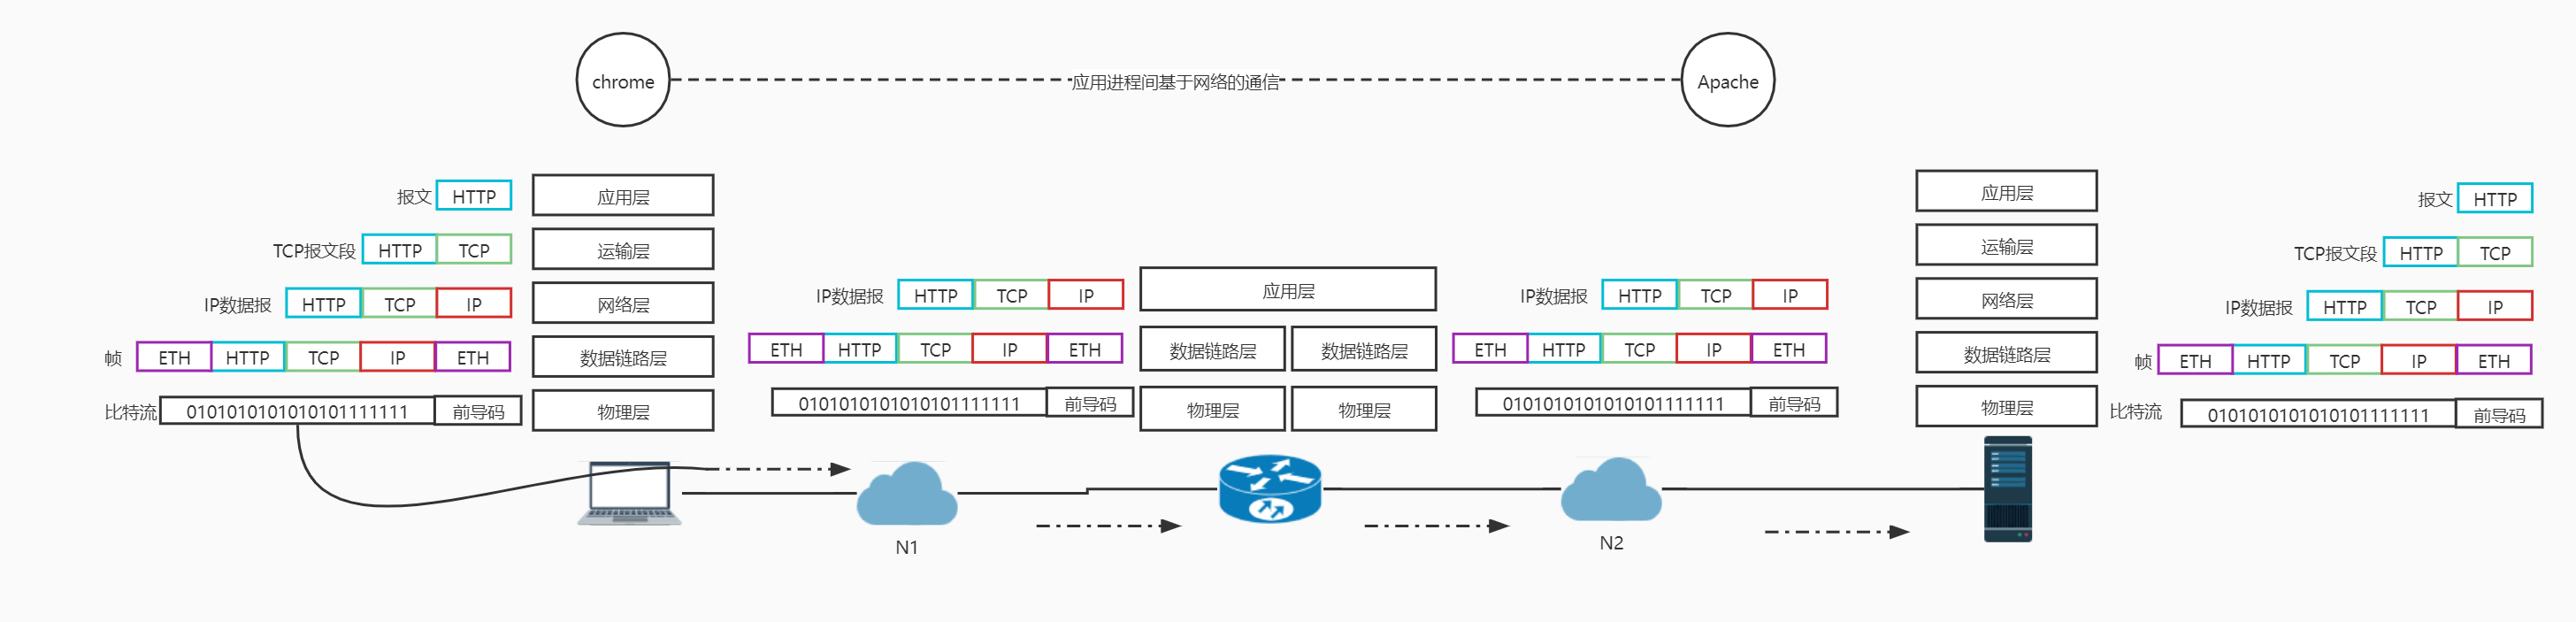 chrome 应用进程间基于网络的通信 Apache
报文 HTTP 应用层
TCP报文段 HTTP TCP 运输层
IP数据报 HTTP TCP IP 网络层
帧 ETH HTTP TCP IP ETH 数据链路层
比特流 0101010101010101111111 前导码 物理层
IP数据报 HTTP TCP IP 应用层
ETH HTTP TCP IP ETH 数据链路层 数据链路层
0101010101010101111111 前导码 物理层 物理层
IP数据报 HTTP TCP IP
ETH HTTP TCP IP ETH
0101010101010101111111 前导码
应用层 报文 HTTP
运输层 TCP报文段 HTTP TCP
网络层 IP数据报 HTTP TCP IP
数据链路层 帧 ETH HTTP TCP IP ETH
物理层 比特流 0101010101010101111111 前导码
N1 N2